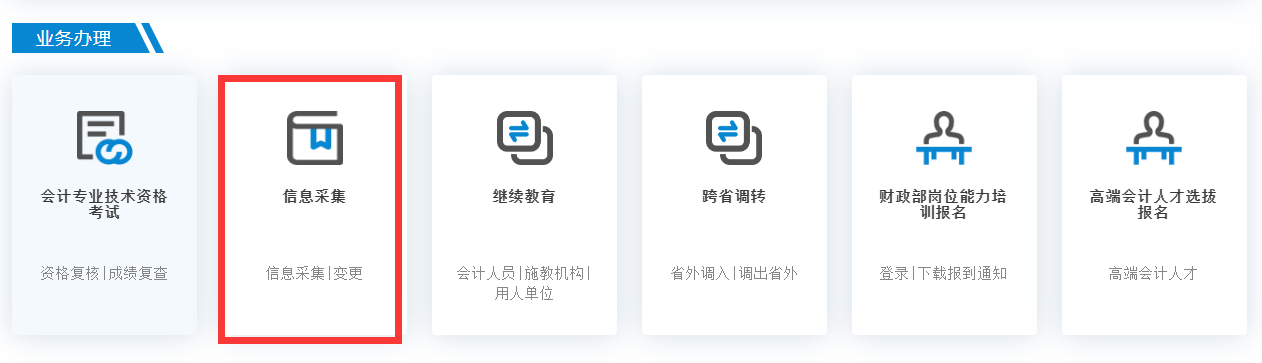 业务办理
会计专业技术资格
考试
资格复核|成绩复查
信息采集
信息采集|变更
继续教育
会计人员|施教机构|
用人单位
跨省调转
省外调入|调出省外
财政部岗位能力培
训报名
登录|下载报到通知
高端会计人才选拔
报名
高端会计人才